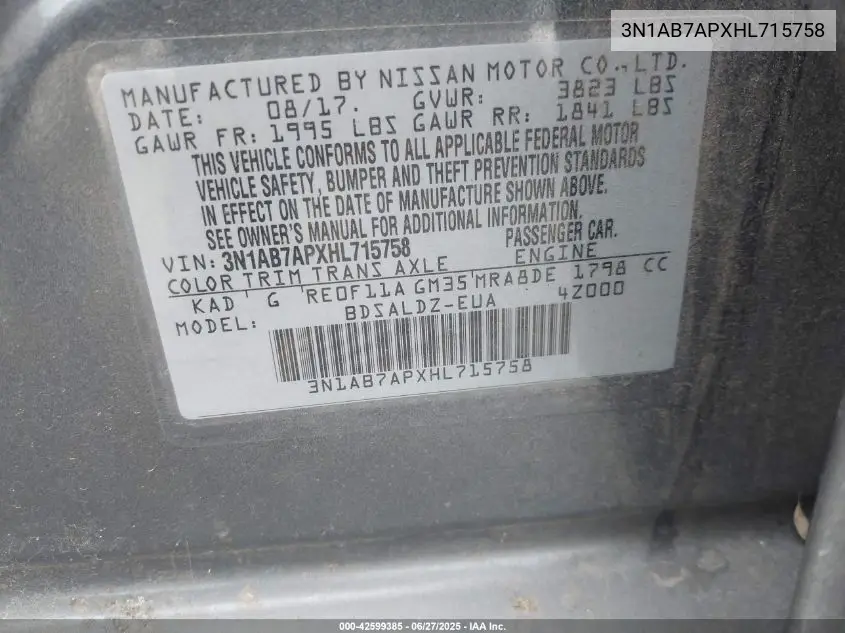 3N1AB7APXHL715758
MANUFACTURED BY NISSAN MOTOR CO., LTD.
DATE: 08/17. GVWR: 3823 LBS
GAWR FR: 1995 LBS GAWR RR: 1841 LBS
THIS VEHICLE CONFORMS TO ALL APPLICABLE FEDERAL MOTOR
VEHICLE SAFETY, BUMPER AND THEFT PREVENTION STANDARDS
IN EFFECT ON THE DATE OF MANUFACTURE SHOWN ABOVE.
SEE OWNER'S MANUAL FOR ADDITIONAL INFORMATION.
VIN: 3N1AB7APXHL715758 PASSENGER CAR.
COLOR TRIM TRANS AXLE ENGINE
KAD G RE0F11A GM35 MRA8DE 1798 CC
MODEL: BDSALDZ-EUA 4Z000
3N1AB7APXHL715758
000-42599385 - 06/27/2025 - IAA Inc.